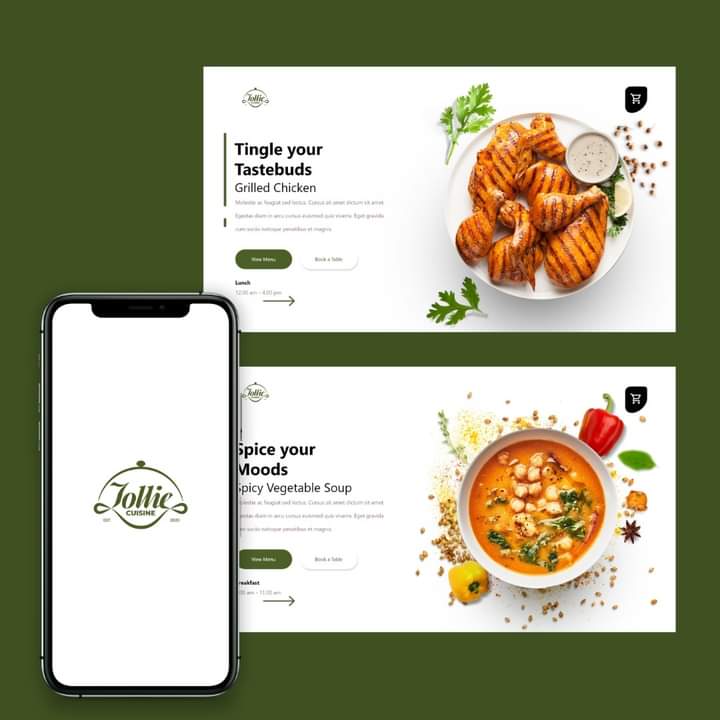 Jollie
Tingle your
Tastebuds
Grilled Chicken
Molestie ac feugiat sed lectus. Cursus sit amet dictum sit amet.
Egestas diam in arcu cursus euismod quis viverra. Eget gravida
cum sociis natoque penatibus et magnis.
View Menu
Book a Table
Lunch
12:00 am - 4:00 pm
Jollie
Spice your
Moods
Spicy Vegetable Soup
Molestie ac feugiat sed lectus. Cursus sit amet dictum sit amet.
Egestas diam in arcu cursus euismod quis viverra. Eget gravida
sociis natoque penatibus et magnis.
View Menu
Book a Table
reakfast
:00 am - 11:00 am
Jollie
CUISINE
EST